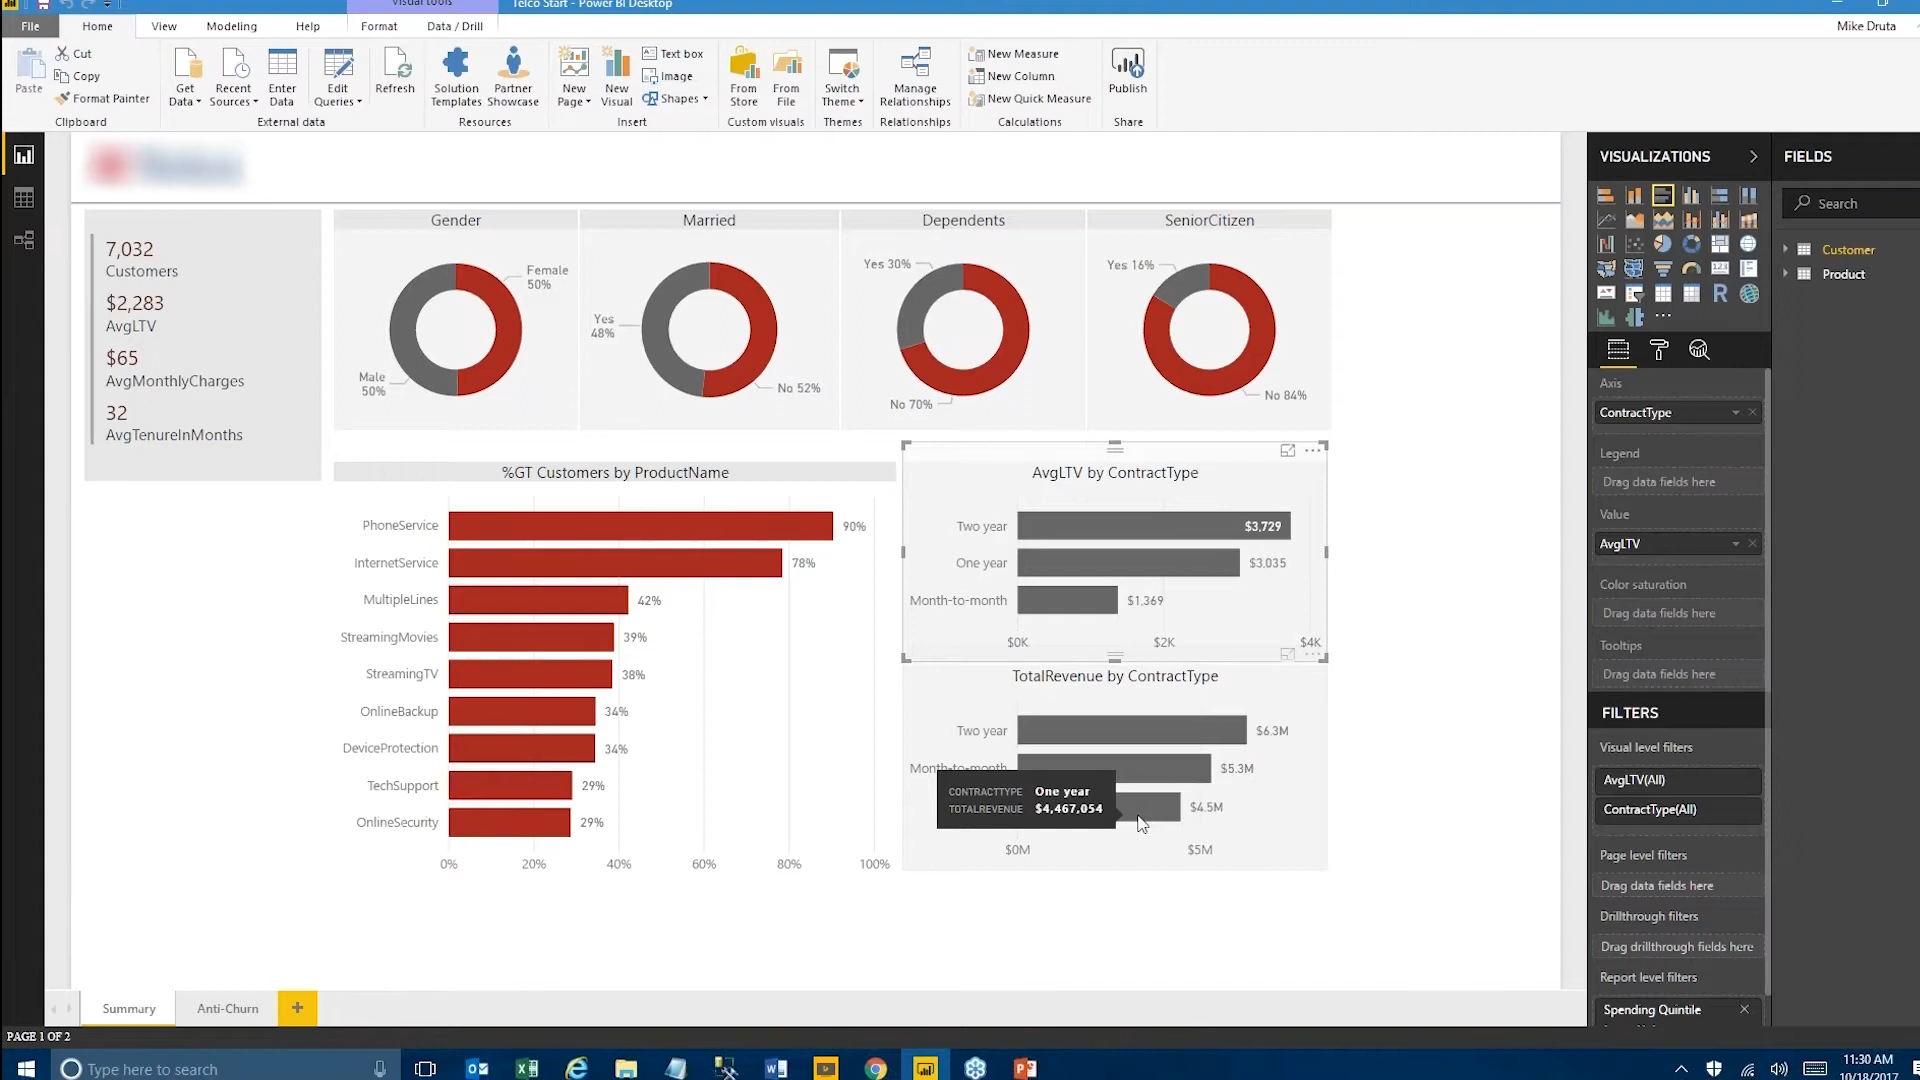 Visual tools
Telco Start - Power BI Desktop
File
Home
View
Modeling
Help
Format
Data / Drill
Mike Druta
Paste
Cut
Copy
Format Painter
Clipboard
Get Data
Recent Sources
Enter Data
Edit Queries
Refresh
External data
Solution Templates
Partner Showcase
Resources
New Page
New Visual
Text box
Image
Shapes
Insert
From Store
From File
Custom visuals
Switch Theme
Themes
Manage Relationships
Relationships
New Measure
New Column
New Quick Measure
Calculations
Publish
Share
7,032
Customers
$2,283
AvgLTV
$65
AvgMonthlyCharges
32
AvgTenureInMonths
Gender
Female
50%
Male
50%
Married
Yes
48%
No 52%
Dependents
Yes 30%
No 70%
SeniorCitizen
Yes 16%
No 84%
%GT Customers by ProductName
PhoneService 90%
InternetService 78%
MultipleLines 42%
StreamingMovies 39%
StreamingTV 38%
OnlineBackup 34%
DeviceProtection 34%
TechSupport 29%
OnlineSecurity 29%
0% 20% 40% 60% 80% 100%
AvgLTV by ContractType
Two year $3,729
One year $3,035
Month-to-month $1,369
$0K $2K $4K
TotalRevenue by ContractType
Two year $6.3M
Month-to-month $5.3M
$4.5M
CONTRACTTYPE One year
TOTALREVENUE $4,467,054
$0M $5M
VISUALIZATIONS
R
Axis
ContractType
Legend
Drag data fields here
Value
AvgLTV
Color saturation
Drag data fields here
Tooltips
Drag data fields here
FILTERS
Visual level filters
AvgLTV(All)
ContractType(All)
Page level filters
Drag data fields here
Drillthrough filters
Drag drillthrough fields here
Report level filters
Spending Quintile
FIELDS
Search
Customer
Product
Summary
Anti-Churn
PAGE 1 OF 2
Type here to search
11:30 AM
10/18/2017